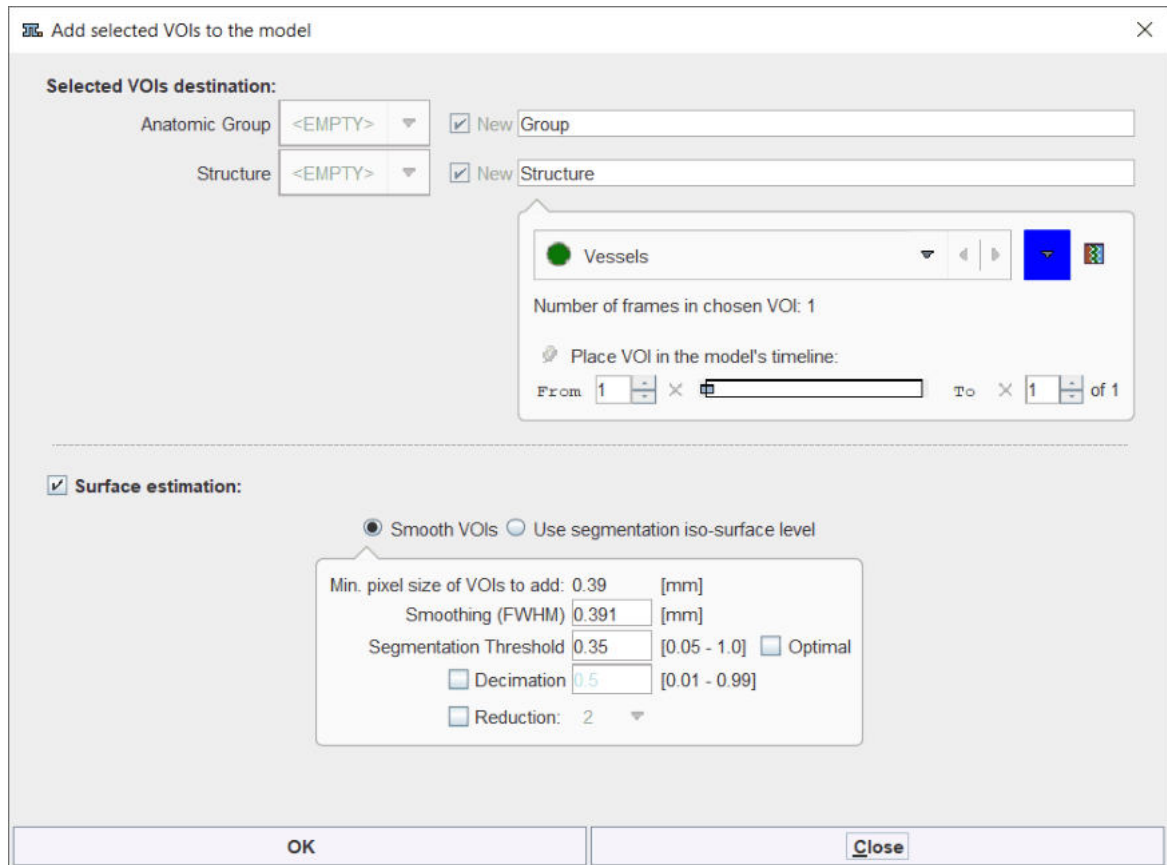 Add selected VOIs to the model
Selected VOIs destination:
Anatomic Group <EMPTY> New Group
Structure <EMPTY> New Structure
Vessels
Number of frames in chosen VOI: 1
Place VOI in the model's timeline:
From 1 To 1 of 1
Surface estimation:
Smooth VOIs Use segmentation iso-surface level
Min. pixel size of VOIs to add: 0.39 [mm]
Smoothing (FWHM) 0.391 [mm]
Segmentation Threshold 0.35 [0.05 - 1.0] Optimal
Decimation 0.5 [0.01 - 0.99]
Reduction: 2
OK Close